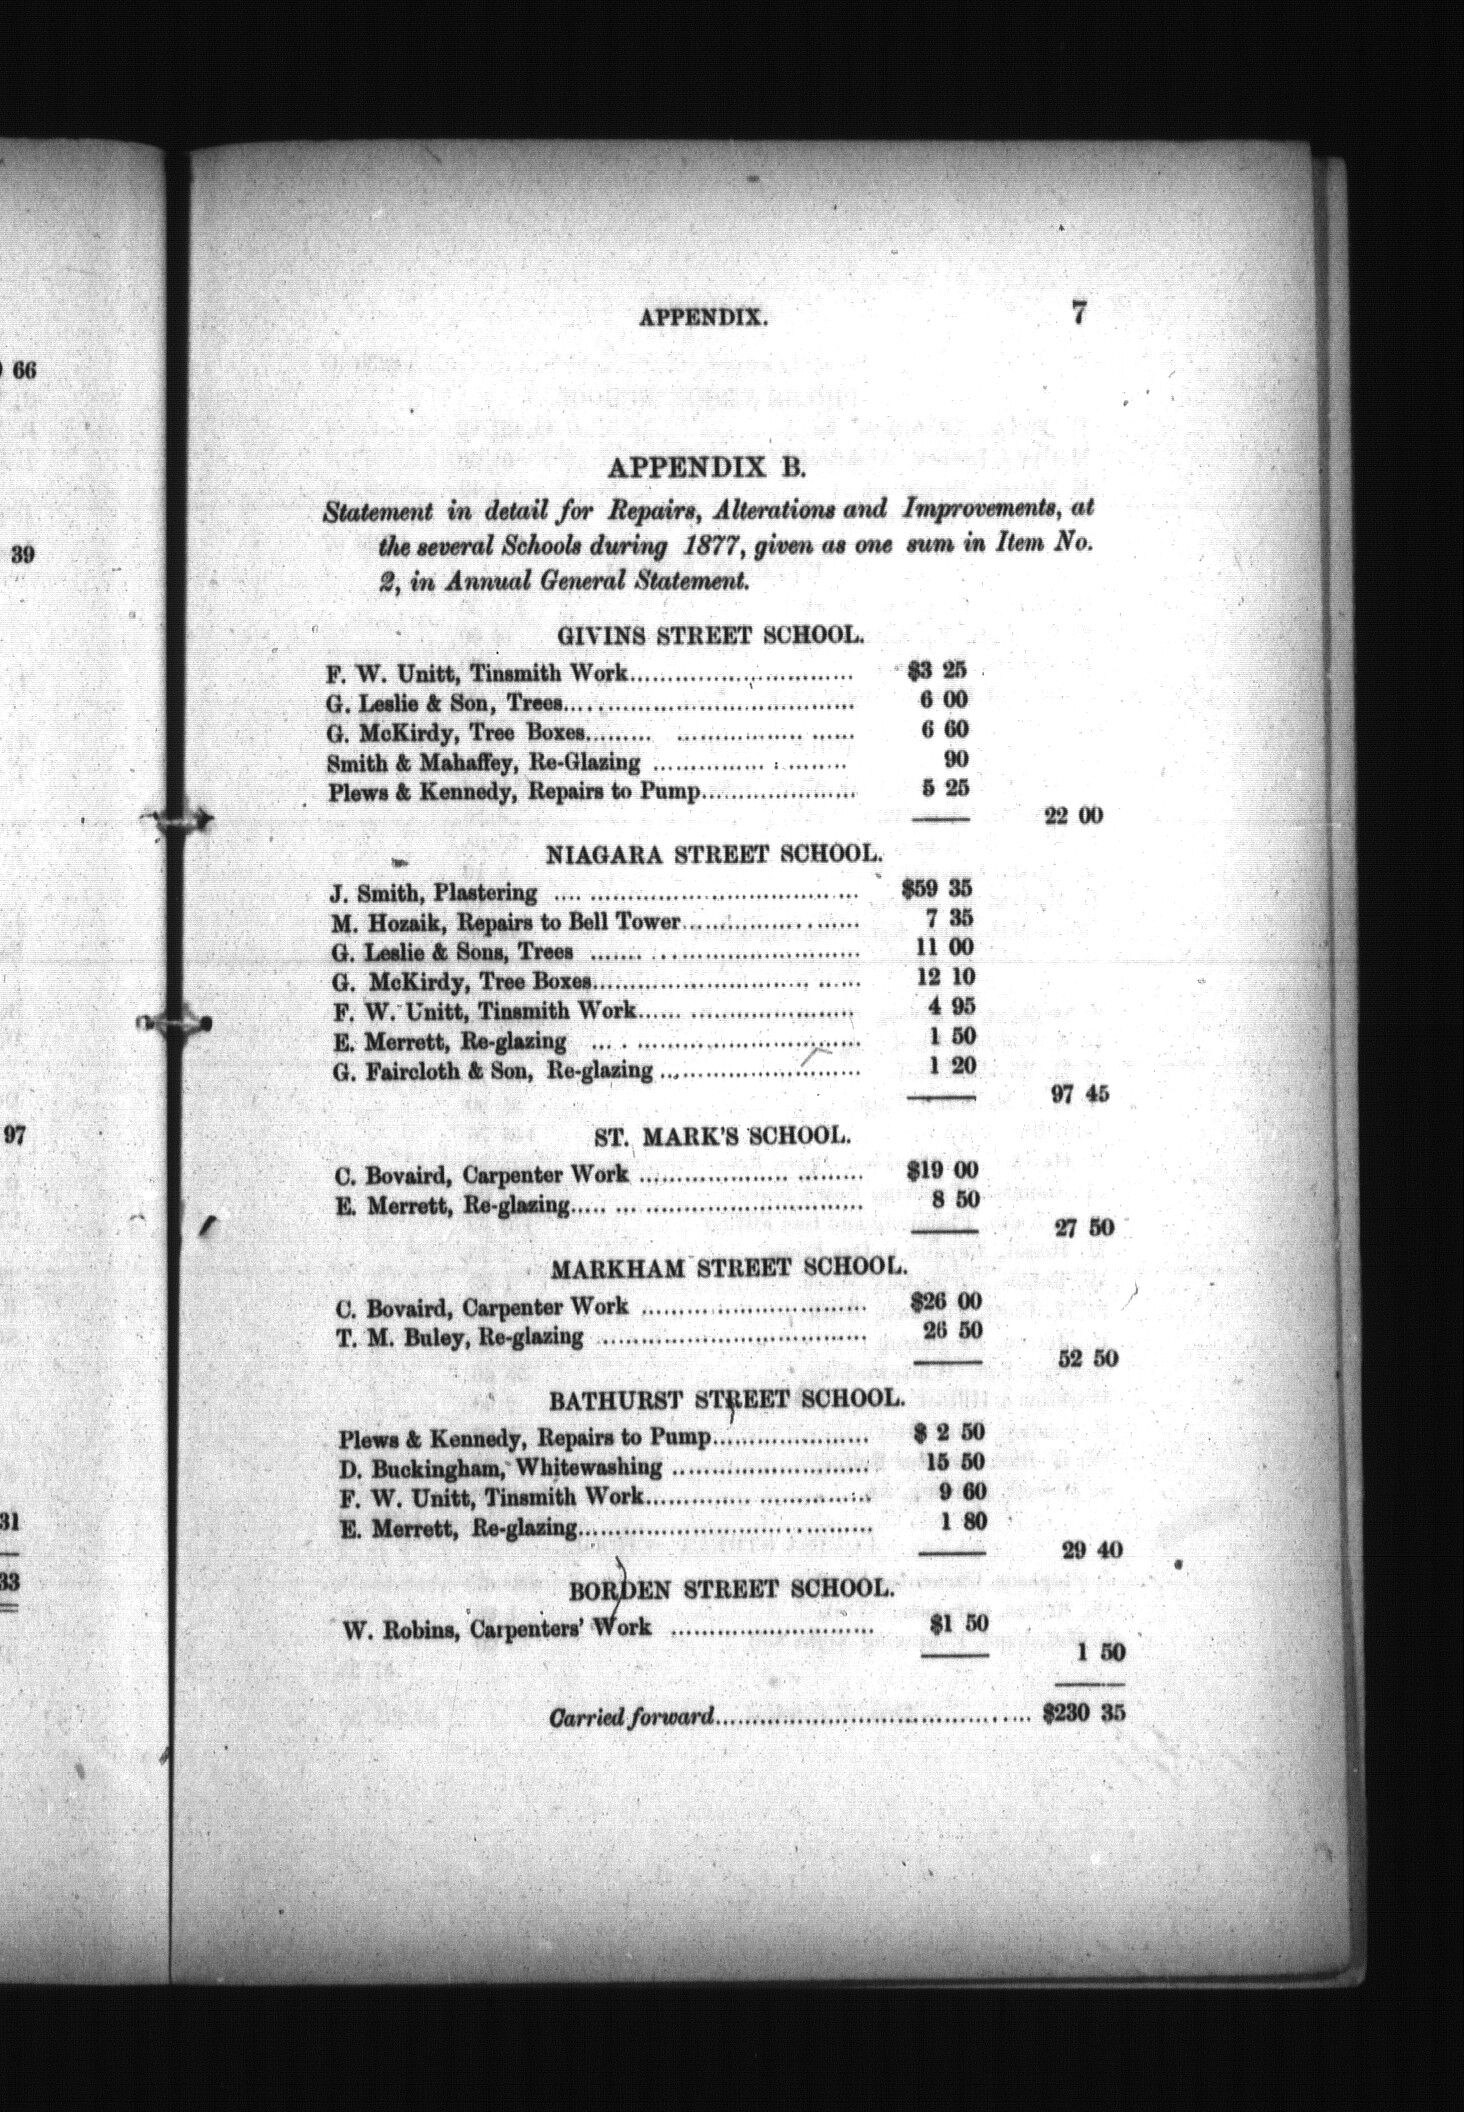 66
39
97
31
33
APPENDIX. 7
APPENDIX B.
Statement in detail for Repairs, Alterations and Improvements, at
the several Schools during 1877, given as one sum in Item No.
2, in Annual General Statement.
GIVINS STREET SCHOOL.
F. W. Unitt, Tinsmith Work.............................. $3 25
G. Leslie & Son, Trees...................................... 6 00
G. McKirdy, Tree Boxes......... ....................... 6 60
Smith & Mahaffey, Re-Glazing ......................... 90
Plews & Kennedy, Repairs to Pump..................... 5 25
22 00
NIAGARA STREET SCHOOL.
J. Smith, Plastering .... .................................... $59 35
M. Hozaik, Repairs to Bell Tower........................ 7 35
G. Leslie & Sons, Trees ....... ............................ 11 00
G. McKirdy, Tree Boxes................................... 12 10
F. W. Unitt, Tinsmith Work...... ...................... 4 95
E. Merrett, Re-glazing .... .............................. 1 50
G. Faircloth & Son, Re-glazing ........................... 1 20
97 45
ST. MARK'S SCHOOL.
C. Bovaird, Carpenter Work .................... ......... $19 00
E. Merrett, Re-glazing..... ... ............................. 8 50
27 50
MARKHAM STREET SCHOOL.
C. Bovaird, Carpenter Work .............................. $26 00
T. M. Buley, Re-glazing .................................... 26 50
52 50
BATHURST STREET SCHOOL.
Plews & Kennedy, Repairs to Pump..................... $ 2 50
D. Buckingham, Whitewashing .......................... 15 50
F. W. Unitt, Tinsmith Work.............. ............... 9 60
E. Merrett, Re-glazing....................................... 1 80
29 40
BORDEN STREET SCHOOL.
W. Robins, Carpenters' Work ........................... $1 50
1 50
Carried forward.......................................... $230 35